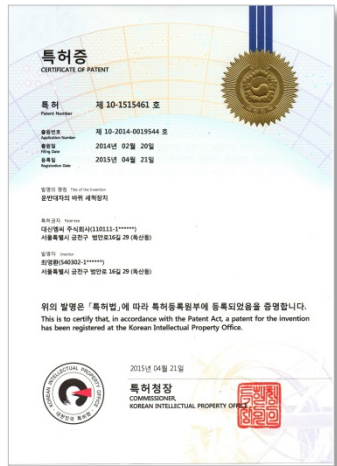 특허증
CERTIFICATE OF PATENT
특 허 제 10-1515461 호
Patent Number
출원번호 제 10-2014-0019544 호
Application Number
출원일 2014년 02월 20일
Filing Date
등록일 2015년 04월 21일
Registration Date
발명의 명칭 Title of the Invention
운반대차의 바퀴 세척장치
특허권자 Patentee
대신엠씨 주식회사(110111-1******)
서울특별시 금천구 범안로16길 29 (독산동)
발명자 Inventor
최영환(540302-1******)
서울특별시 금천구 범안로 16길 29 (독산동)
위의 발명은 「특허법」에 따라 특허등록원부에 등록되었음을 증명합니다.
This is to certify that, in accordance with the Patent Act, a patent for the invention
has been registered at the Korean Intellectual Property Office.
2015년 04월 21일
특허청장
COMMISSIONER,
KOREAN INTELLECTUAL PROPERTY OFFICE
KOREAN INTELLECTUAL PROPERTY OFFICE
대한민국 특허청